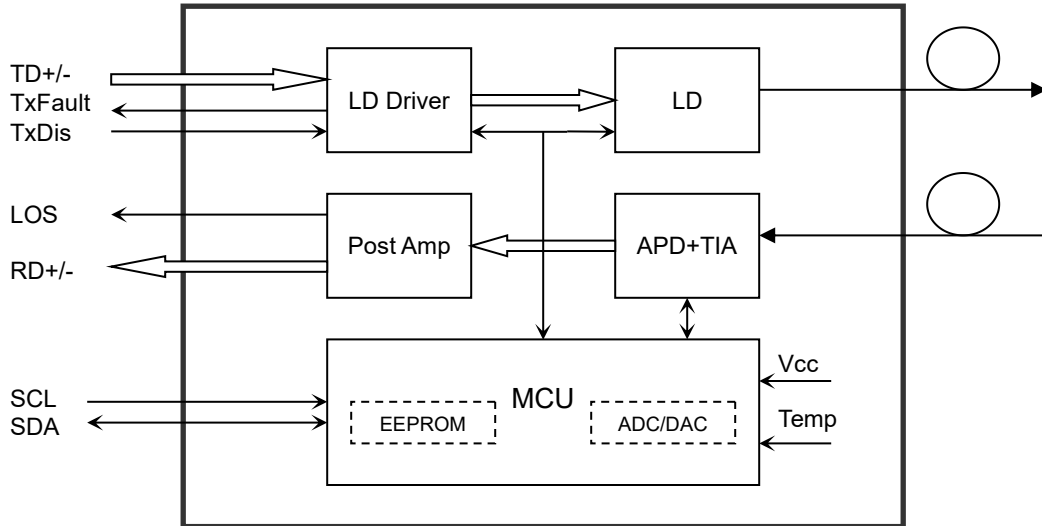 TD+/-
TxFault
TxDis
LD Driver
LD
LOS
RD+/-
Post Amp
APD+TIA
SCL
SDA
MCU
EEPROM
ADC/DAC
Vcc
Temp